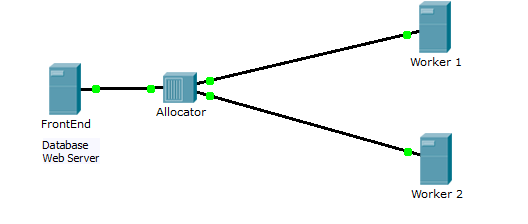 Worker 1
FrontEnd
Allocator
Database
Web Server
Worker 2